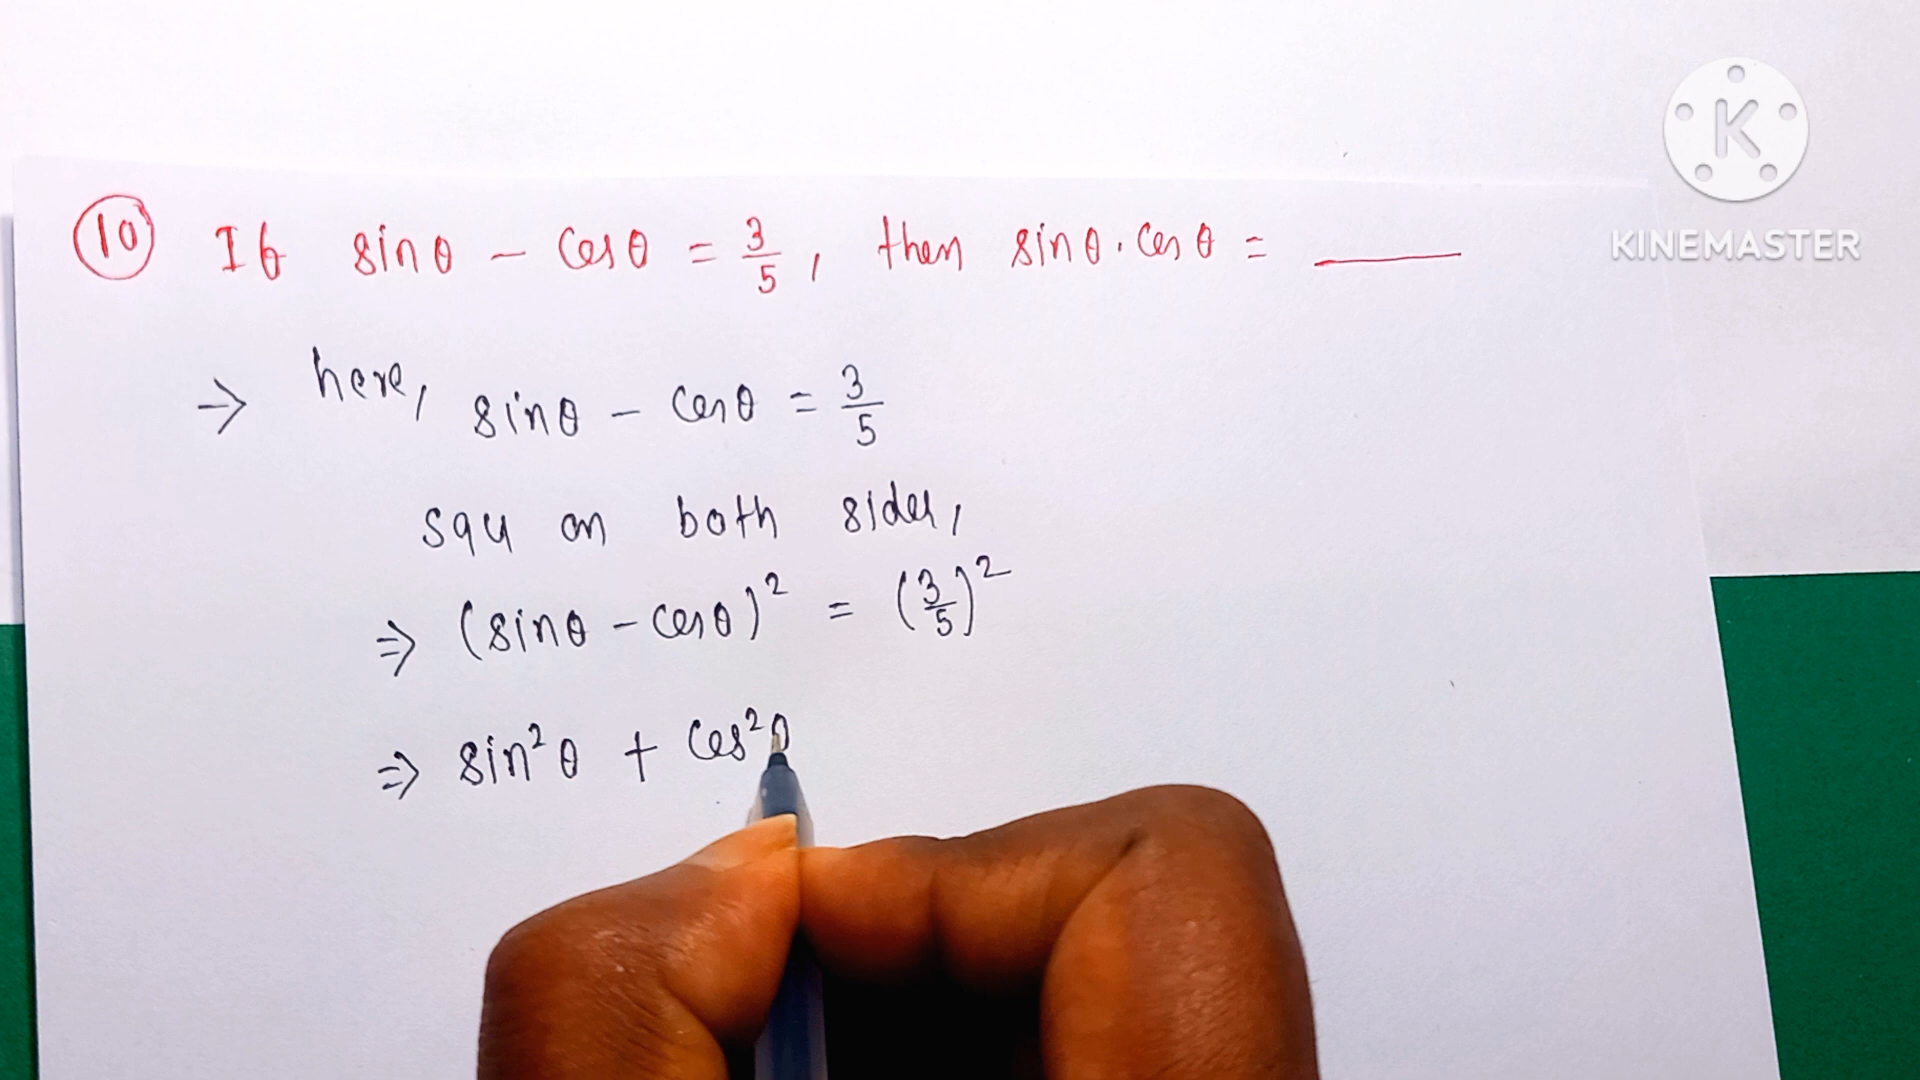 K
KINEMASTER
10 If sinθ - cosθ = 3/5, then sinθ. cosθ = ____
→ here, sinθ - cosθ = 3/5
squ on both sides,
⇒ (sinθ - cosθ)² = (3/5)²
⇒ sin²θ + cos²θ